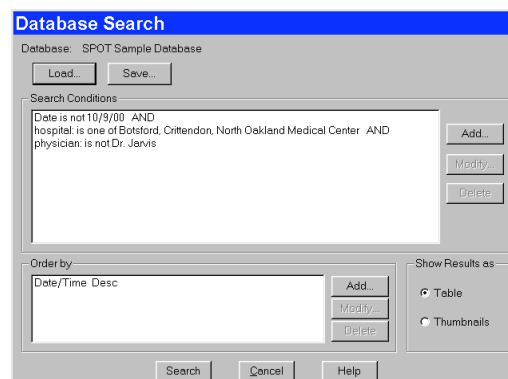 Database Search
Database: SPOT Sample Database
Load... Save...
Search Conditions
Date is not 10/9/00 AND
hospital: is one of Botsford, Crittendon, North Oakland Medical Center AND
physician: is not Dr. Jarvis
Add...
Modify...
Delete
Order by
Date/Time Desc
Add...
Modify...
Delete
Show Results as
Table
Thumbnails
Search Cancel Help